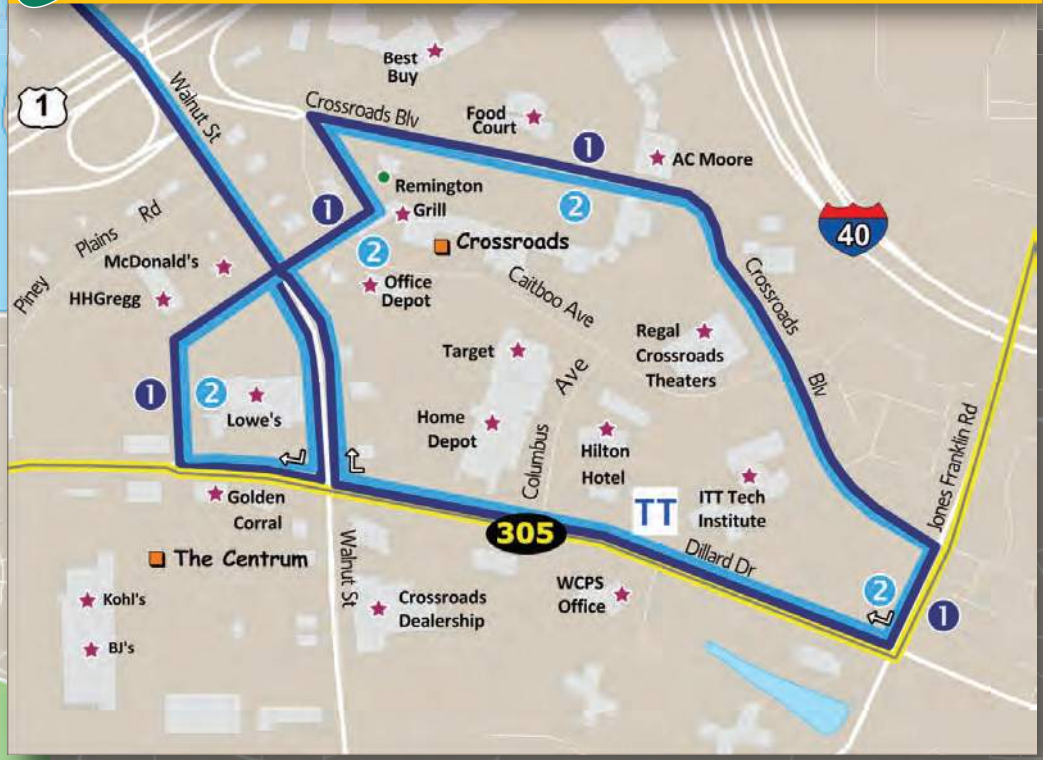 1
Walnut St
Best
Buy
Crossroads Blv
Food
Court
1
AC Moore
2
40
Remington
Grill
1
2
Crossroads
Piney Plains Rd
McDonald's
HHGregg
Office
Depot
Caitboo Ave
Crossroads Blv
Target
Regal
Crossroads
Theaters
1
2
Lowe's
Home
Depot
Columbus Ave
Hilton
Hotel
Jones Franklin Rd
Golden
Corral
TT
ITT Tech
Institute
305
Dillard Dr
The Centrum
Walnut St
Kohl's
BJ's
Crossroads
Dealership
WCPS
Office
2
1